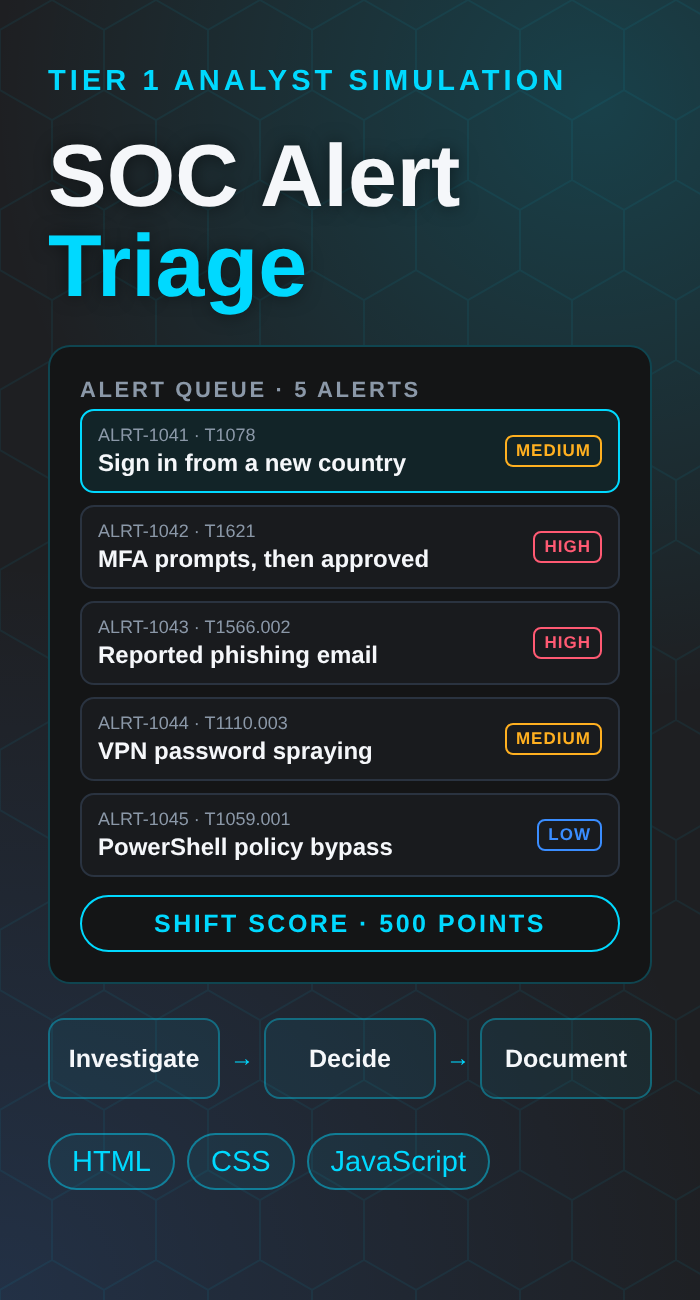 TIER 1 ANALYST SIMULATION
SOC Alert
Triage
ALERT QUEUE · 5 ALERTS
ALRT-1041 · T1078
Sign in from a new country
MEDIUM
ALRT-1042 · T1621
MFA prompts, then approved
HIGH
ALRT-1043 · T1566.002
Reported phishing email
HIGH
ALRT-1044 · T1110.003
VPN password spraying
MEDIUM
ALRT-1045 · T1059.001
PowerShell policy bypass
LOW
SHIFT SCORE · 500 POINTS
Investigate → Decide → Document
HTML CSS JavaScript